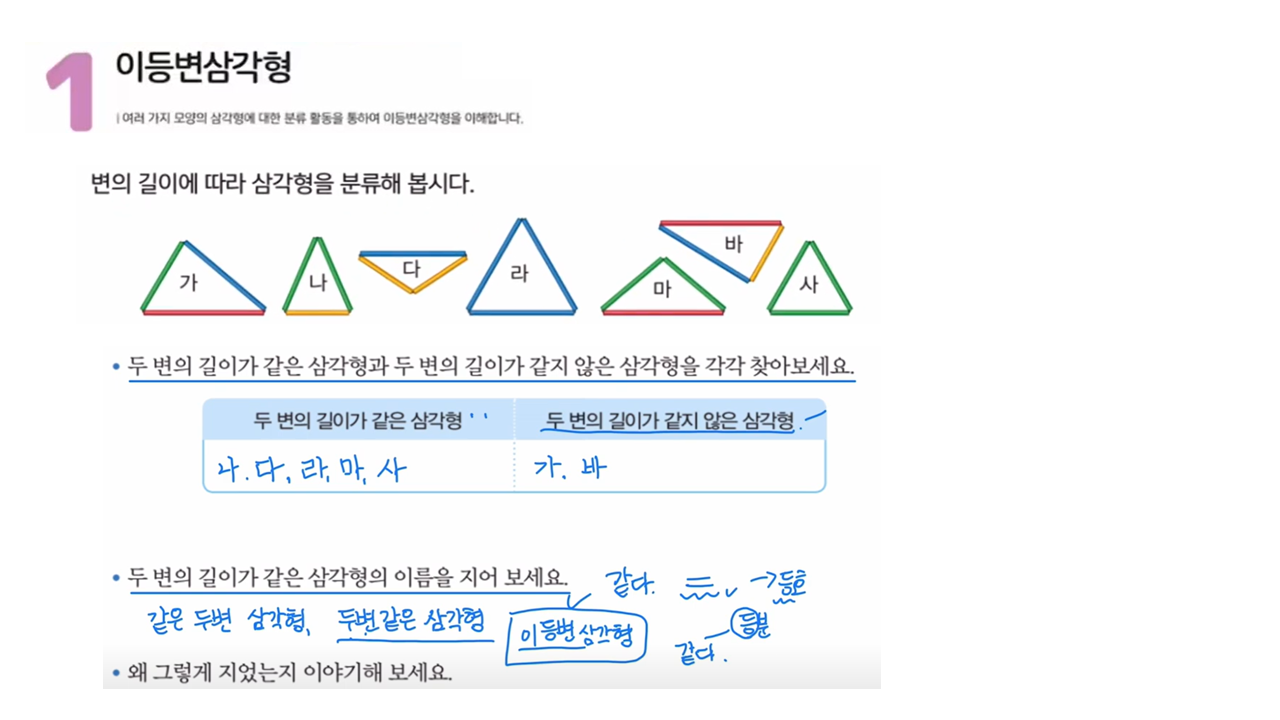 1
이등변삼각형
여러 가지 모양의 삼각형에 대한 분류 활동을 통하여 이등변삼각형을 이해합니다.
변의 길이에 따라 삼각형을 분류해 봅시다.
가 나 다 라 마 바 사
• 두 변의 길이가 같은 삼각형과 두 변의 길이가 같지 않은 삼각형을 각각 찾아보세요.
두 변의 길이가 같은 삼각형 두 변의 길이가 같지 않은 삼각형
나. 다, 라, 마, 사 가. 바
• 두 변의 길이가 같은 삼각형의 이름을 지어 보세요. 같다. = → 등호
같은 두변 삼각형, 두변같은 삼각형 이등변삼각형 등분
같다.
• 왜 그렇게 지었는지 이야기해 보세요.